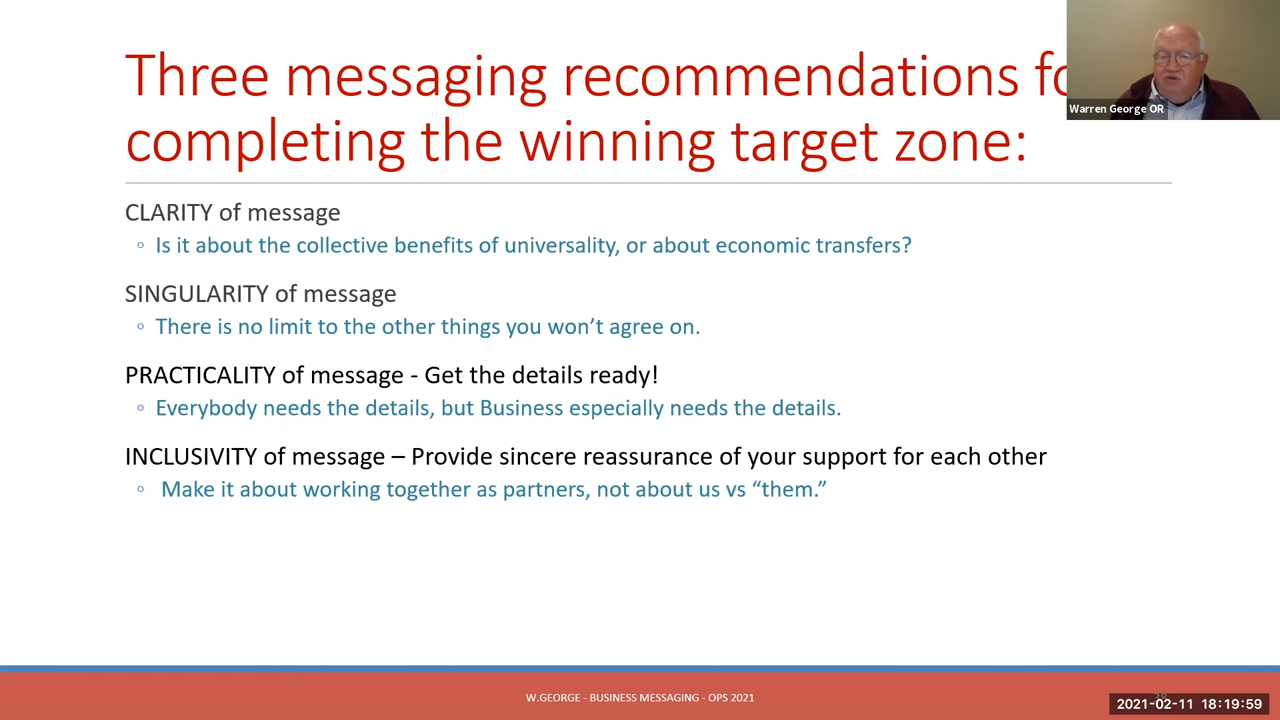 Three messaging recommendations fo
completing the winning target zone:
Warren George OR
CLARITY of message
◦ Is it about the collective benefits of universality, or about economic transfers?
SINGULARITY of message
◦ There is no limit to the other things you won't agree on.
PRACTICALITY of message - Get the details ready!
◦ Everybody needs the details, but Business especially needs the details.
INCLUSIVITY of message – Provide sincere reassurance of your support for each other
◦ Make it about working together as partners, not about us vs “them.”
W.GEORGE - BUSINESS MESSAGING - OPS 2021
2021-02-11 18:19:59